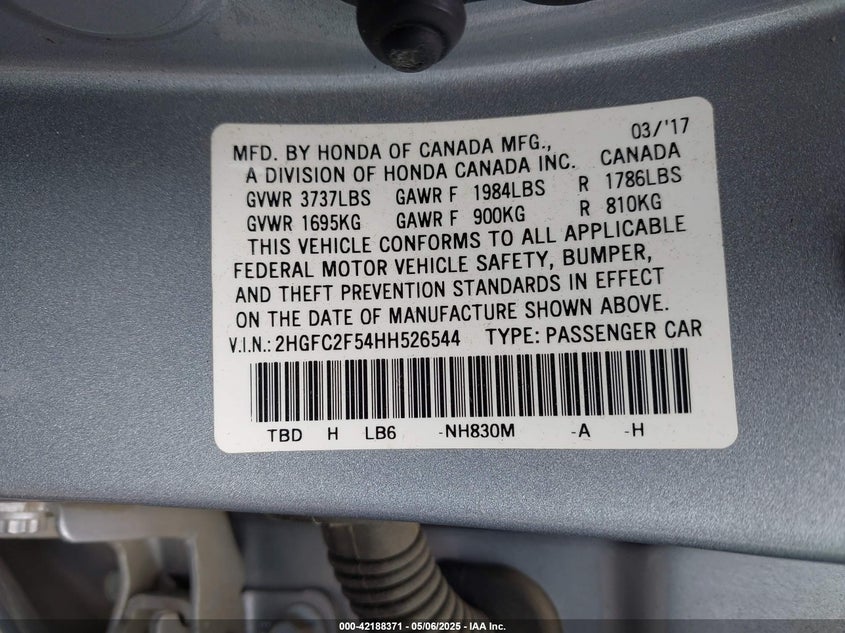 03/'17
MFD. BY HONDA OF CANADA MFG.,
A DIVISION OF HONDA CANADA INC. CANADA
GVWR 3737LBS GAWR F 1984LBS R 1786LBS
GVWR 1695KG GAWR F 900KG R 810KG
THIS VEHICLE CONFORMS TO ALL APPLICABLE
FEDERAL MOTOR VEHICLE SAFETY, BUMPER,
AND THEFT PREVENTION STANDARDS IN EFFECT
ON THE DATE OF MANUFACTURE SHOWN ABOVE.
V.I.N.: 2HGFC2F54HH526544 TYPE: PASSENGER CAR
TBD H LB6 -NH830M -A -H
000-42188371 - 05/06/2025 - IAA Inc.